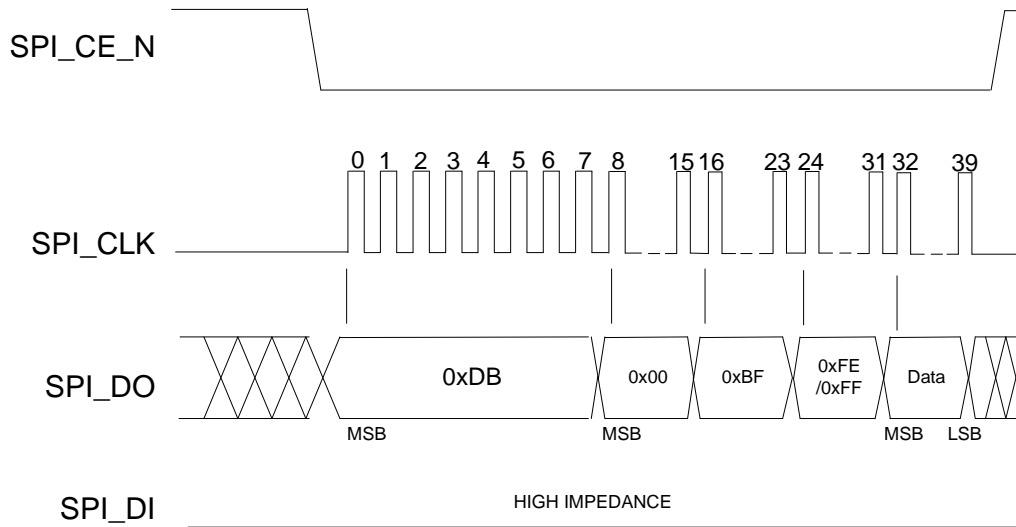 SPI_CE_N
0 1 2 3 4 5 6 7 8 15 16 23 24 31 32 39
SPI_CLK
SPI_DO
0xDB 0x00 0xBF 0xFE Data
/0xFF
MSB MSB MSB LSB
SPI_DI
HIGH IMPEDANCE